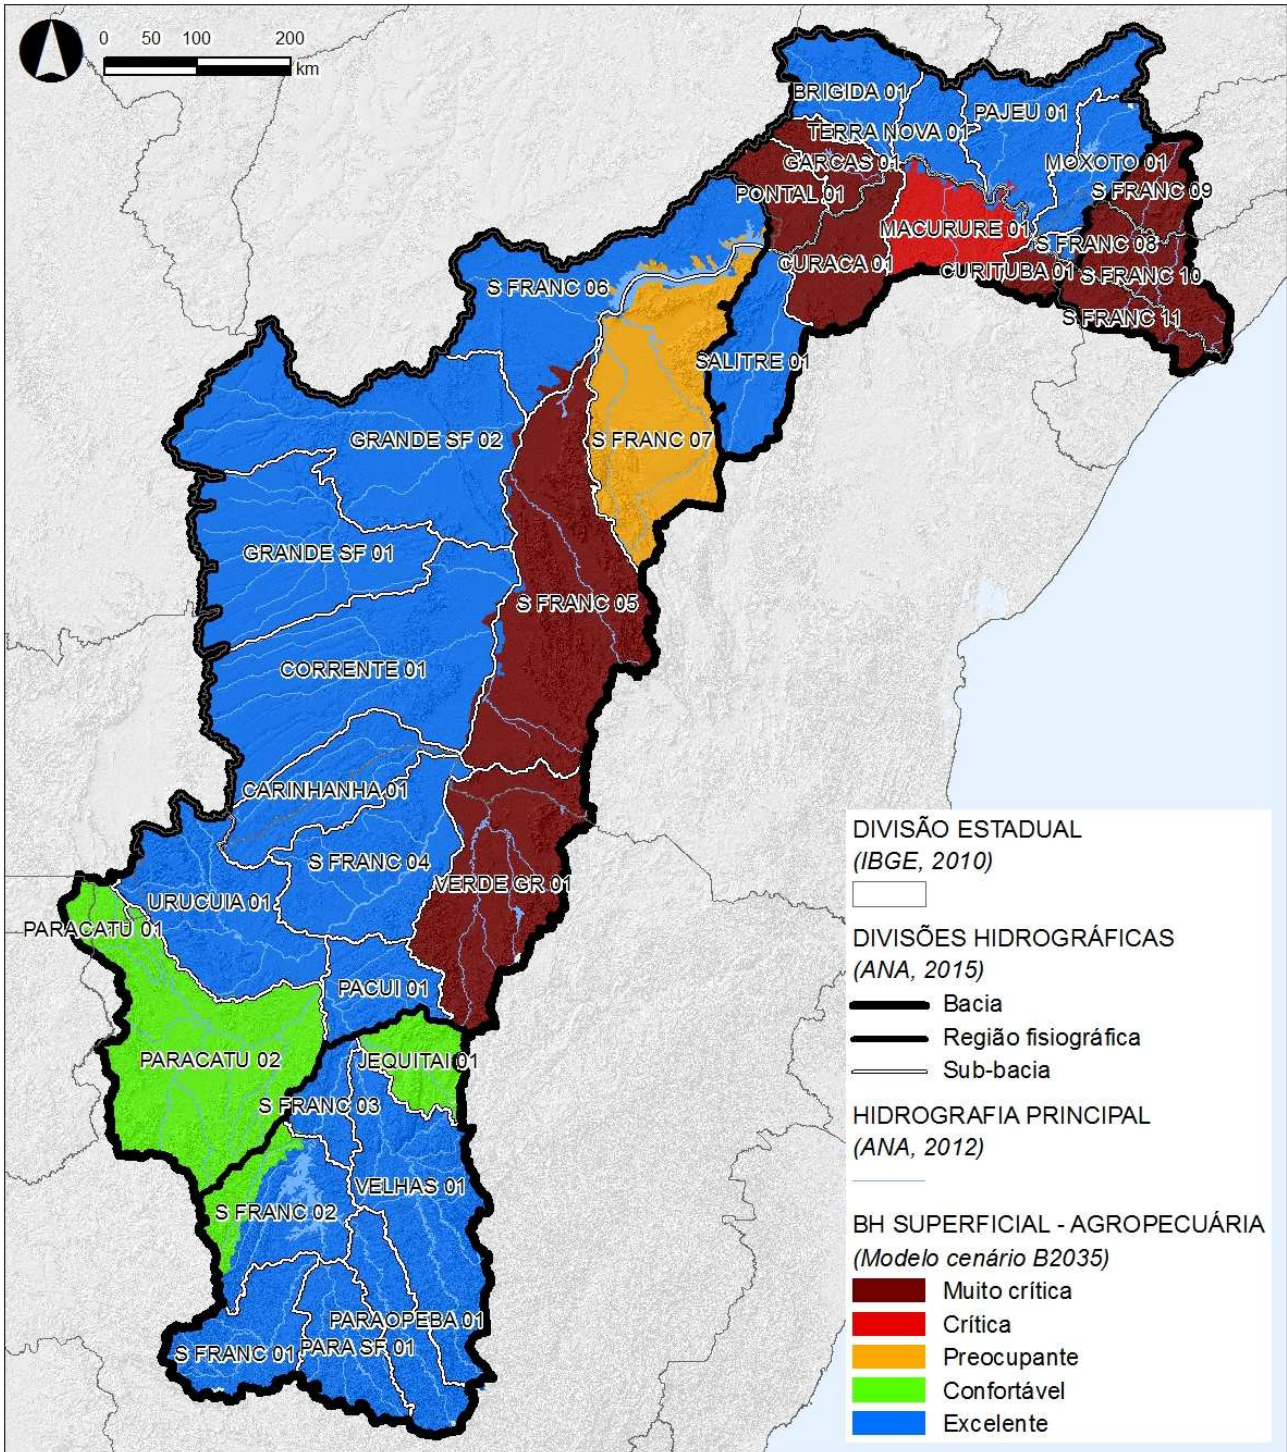 0 50 100 200
km
BRIGIDA 01
PAJEU 01
TERRA NOVA 01
GARCAS 01
MOXOTO 01
PONTAL 01
S FRANC 09
MACURURE 01
S FRANC 08
CURACA 01
CURITUBA 01
S FRANC 10
S FRANC 06
S FRANC 11
SALITRE 01
GRANDE SF 02
S FRANC 07
GRANDE SF 01
S FRANC 05
CORRENTE 01
CARINHANHA 01
S FRANC 04
VERDE GR 01
URUCUIA 01
PARACATU 01
PACUI 01
PARACATU 02
JEQUITAI 01
S FRANC 03
VELHAS 01
S FRANC 02
PARAOPEBA 01
PARA SF 01
S FRANC 01
DIVISÃO ESTADUAL
(IBGE, 2010)
DIVISÕES HIDROGRÁFICAS
(ANA, 2015)
Bacia
Região fisiográfica
Sub-bacia
HIDROGRAFIA PRINCIPAL
(ANA, 2012)
BH SUPERFICIAL - AGROPECUÁRIA
(Modelo cenário B2035)
Muito crítica
Crítica
Preocupante
Confortável
Excelente